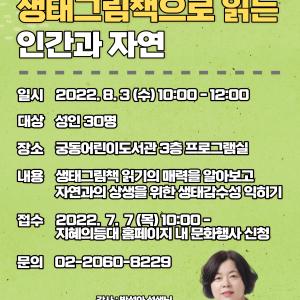 생태그림책으로 읽는
인간과 자연
일시 2022. 8. 3 (수) 10:00 - 12:00
대상 성인 30명
장소 궁동어린이도서관 3층 프로그램실
내용 생태그림책 읽기의 매력을 알아보고
자연과의 상생을 위한 생태감수성 익히기
접수 2022. 7. 7 (목) 10:00 -
지혜의등대 홈페이지 내 문화행사 신청
문의 02-2060-8229
강사 :